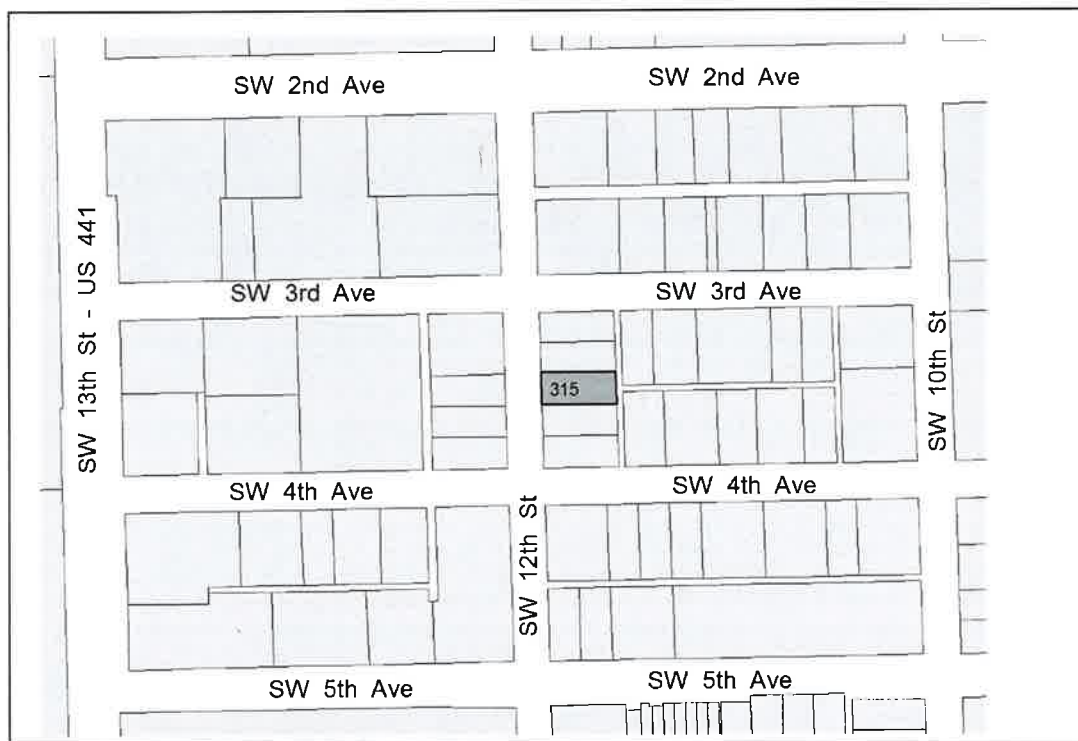 SW 2nd Ave
SW 2nd Ave
SW 13th St - US 441
SW 3rd Ave
SW 3rd Ave
315
SW 10th St
SW 4th Ave
SW 4th Ave
SW 12th St
SW 5th Ave
SW 5th Ave